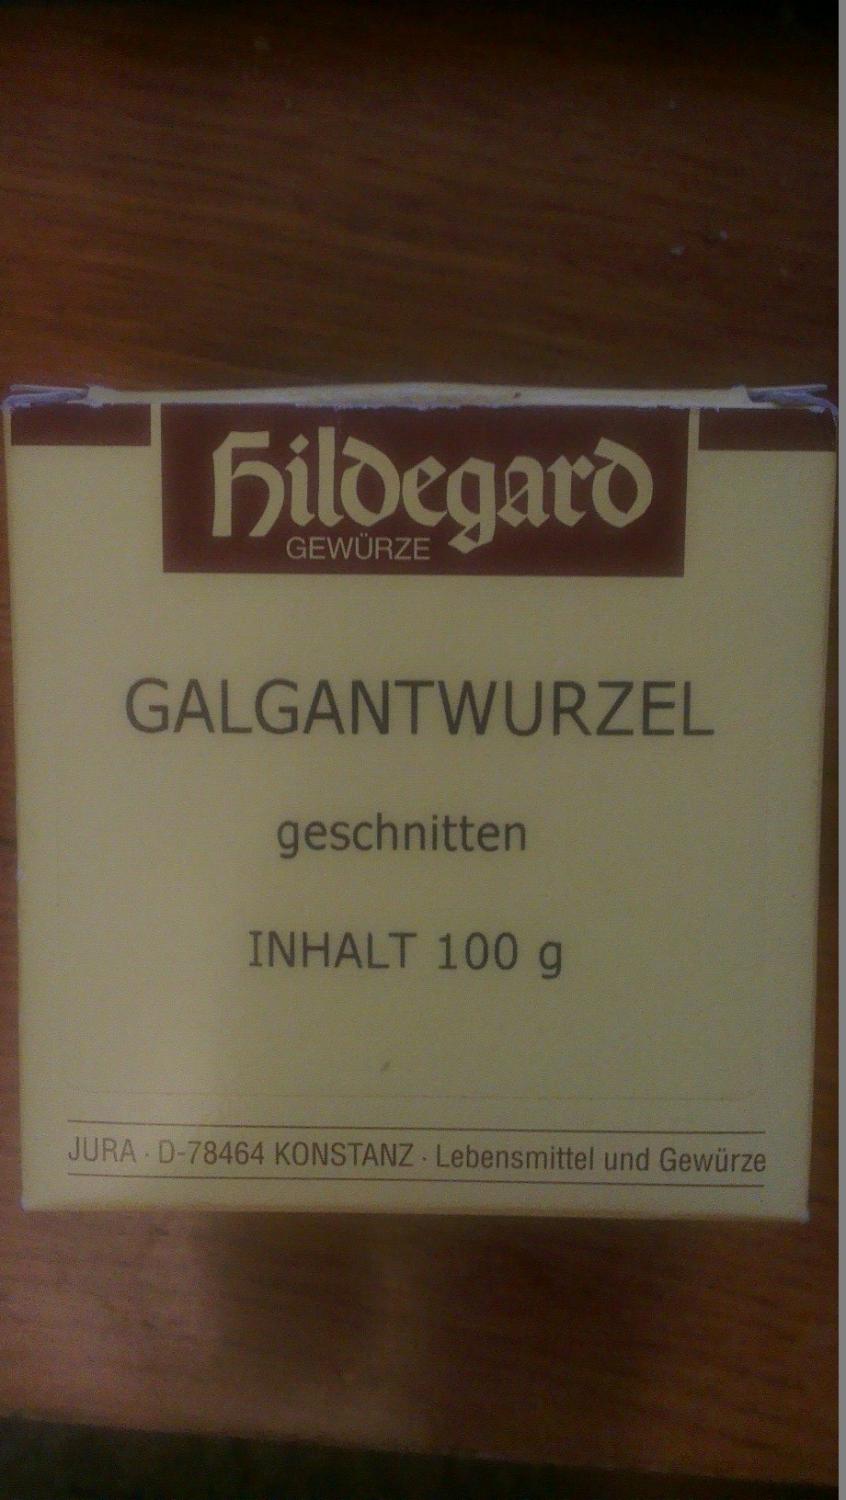 Hildegard
GEWÜRZE
GALGANTWURZEL
geschnitten
INHALT 100 g
JURA · D-78464 KONSTANZ · Lebensmittel und Gewürze